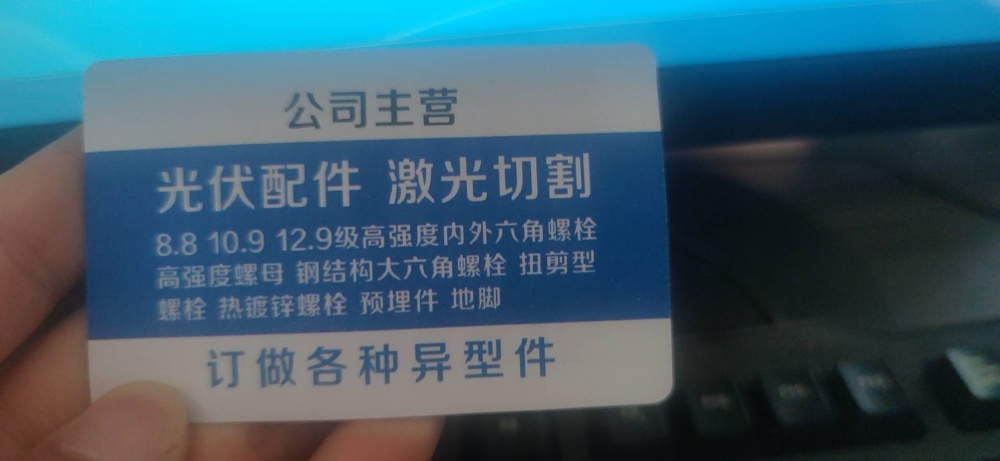 公司主营
光伏配件 激光切割
8.8 10.9 12.9级高强度内外六角螺栓
高强度螺母 钢结构大六角螺栓 扭剪型
螺栓 热镀锌螺栓 预埋件 地脚
订做各种异型件